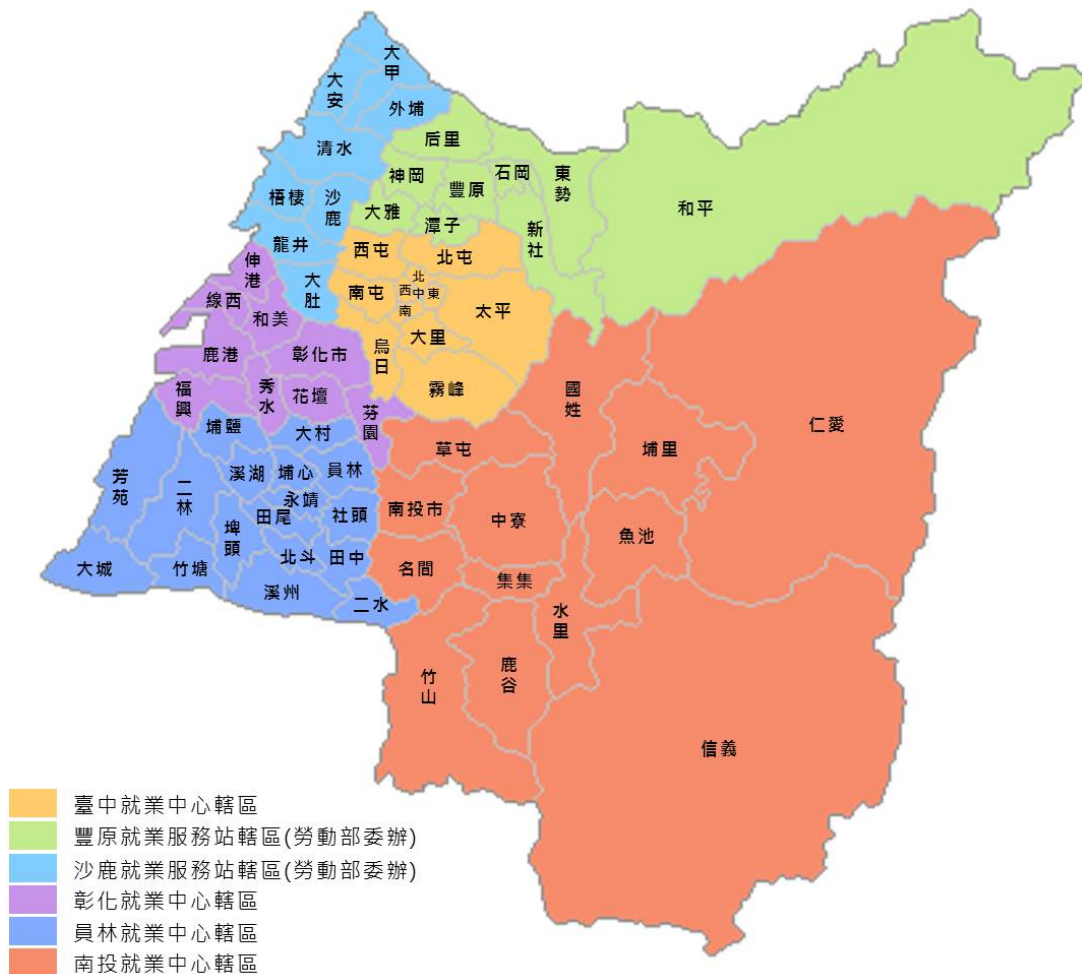 大甲
大安
外埔
清水
梧棲
沙鹿
龍井
大肚
后里
神岡
豐原
石岡
東勢
大雅
潭子
新社
和平
西屯
北屯
南屯
北
西中東
南
太平
大里
烏日
霧峰
伸港
線西
和美
鹿港
彰化市
福興
秀水
花壇
芬園
埔鹽
大村
芳苑
二林
溪湖
埔心
員林
永靖
埤頭
田尾
社頭
北斗
田中
大城
竹塘
溪州
二水
國姓
草屯
埔里
仁愛
南投市
中寮
魚池
名間
集集
水里
竹山
鹿谷
信義
臺中就業中心轄區
豐原就業服務站轄區(勞動部委辦)
沙鹿就業服務站轄區(勞動部委辦)
彰化就業中心轄區
員林就業中心轄區
南投就業中心轄區